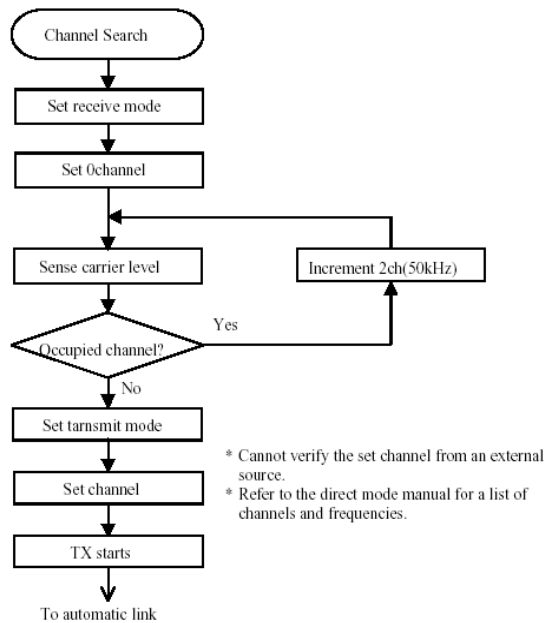 Channel Search
Set receive mode
Set 0channel
Sense carrier level
Increment 2ch(50kHz)
Occupied channel?
Yes
No
Set tarnsmit mode
* Cannot verify the set channel from an external
source.
* Refer to the direct mode manual for a list of
channels and frequencies.
Set channel
TX starts
To automatic link